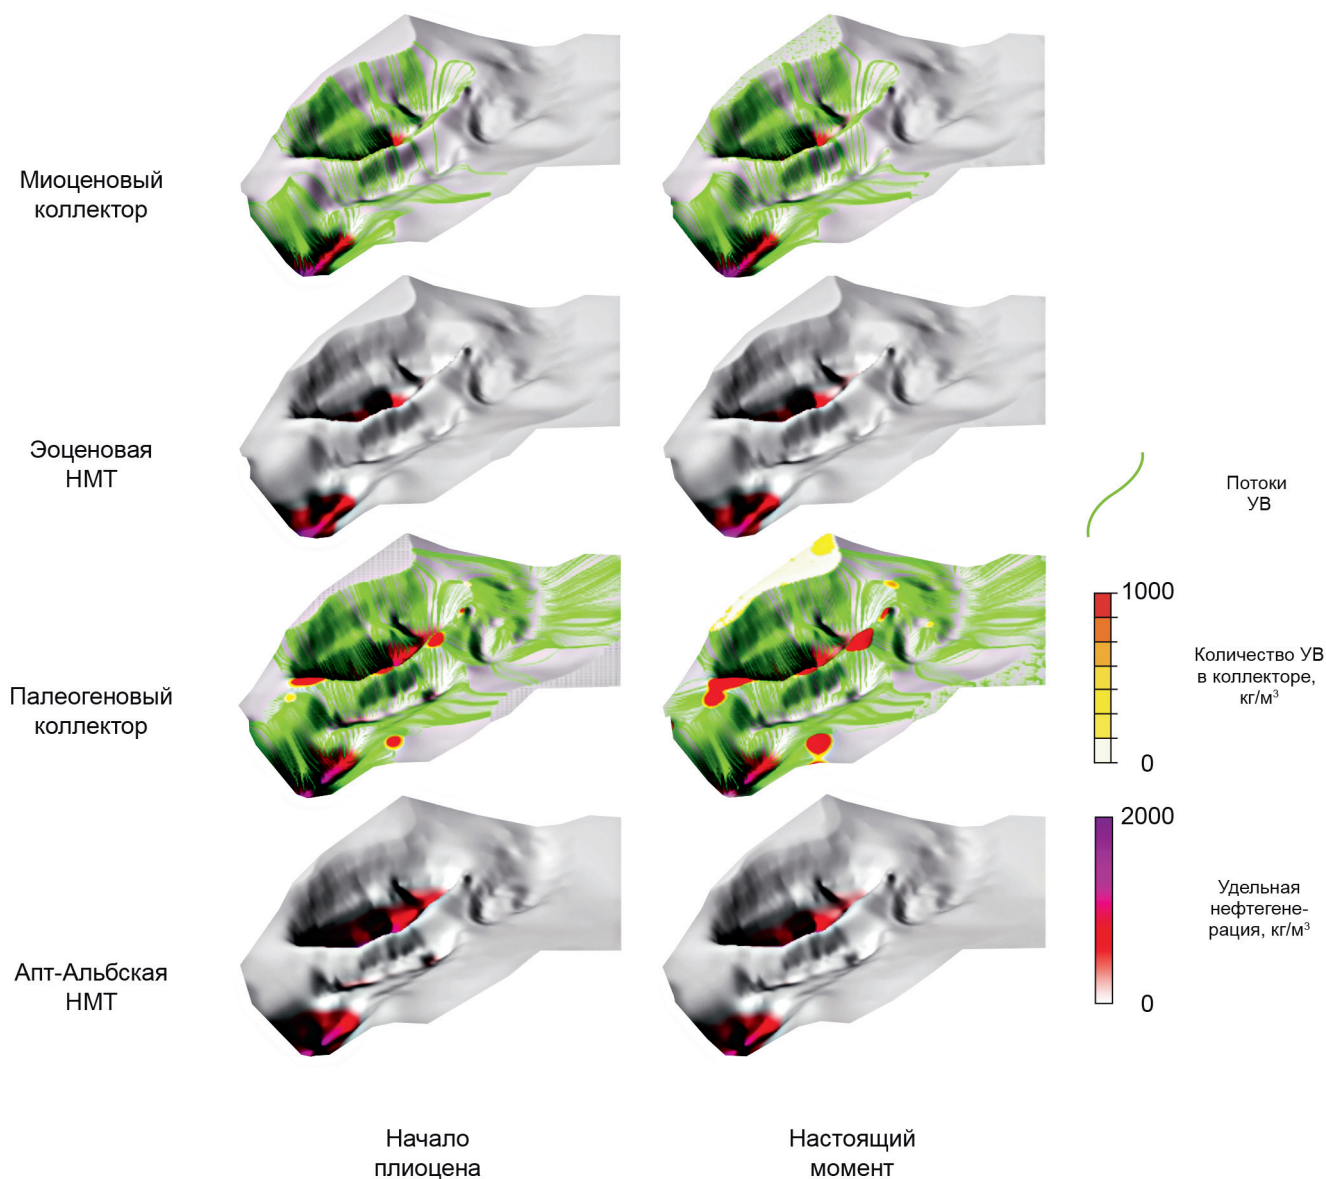 Миоценовый
коллектор
Эоценовая
НМТ
Палеогеновый
коллектор
Апт-Альбская
НМТ
Потоки
УВ
1000
Количество УВ
в коллекторе,
кг/м³
0
2000
Удельная
нефтегене-
рация, кг/м³
0
Начало
плиоцена
Настоящий
момент